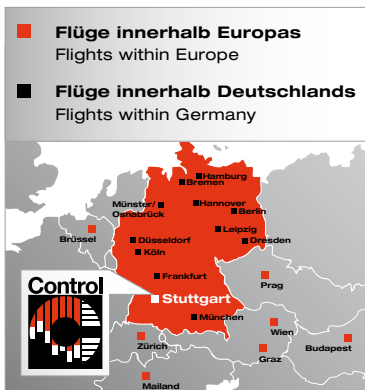 Flüge innerhalb Europas
Flights within Europe
Flüge innerhalb Deutschlands
Flights within Germany
Hamburg
Bremen
Münster/
Osnabrück
Hannover
Berlin
Brüssel
Leipzig
Düsseldorf
Dresden
Köln
Frankfurt
Prag
Control
Stuttgart
München
Wien
Zürich
Budapest
Graz
Mailand